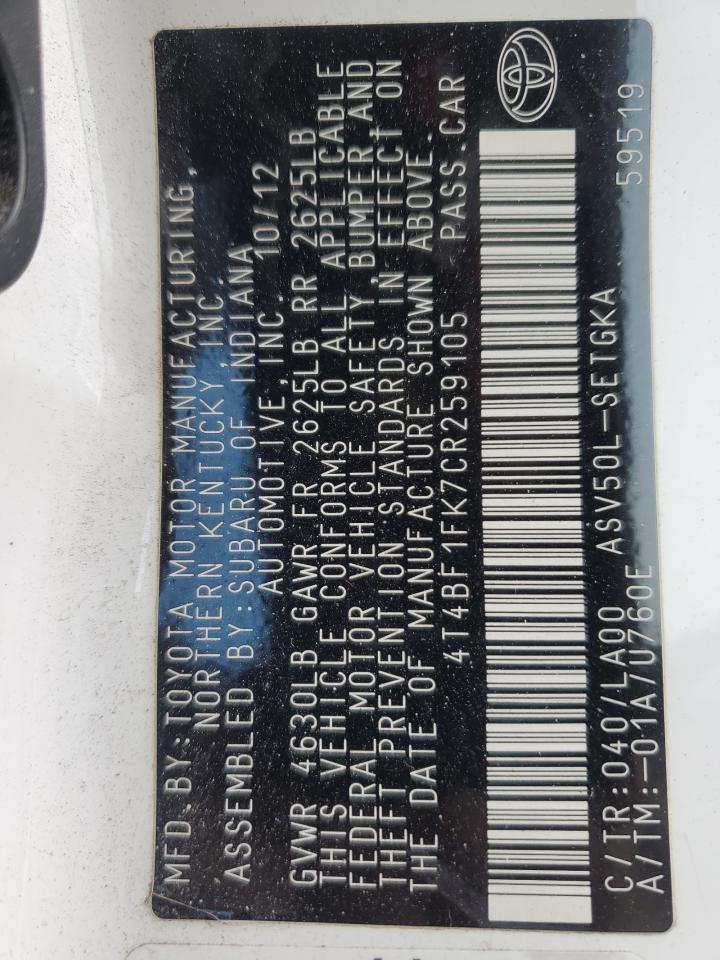 MFD.BY:TOYOTA MOTOR MANUFACTURING,
NORTHERN KENTUCKY,INC.
ASSEMBLED BY:SUBARU OF INDIANA
AUTOMOTIVE,INC. 10/12
GVWR 4630LB GAWR FR 2625LB RR 2625LB
THIS VEHICLE CONFORMS TO ALL APPLICABLE
FEDERAL MOTOR VEHICLE SAFETY,BUMPER AND
THEFT PREVENTION STANDARDS IN EFFECT ON
THE DATE OF MANUFACTURE SHOWN ABOVE.
4T4BF1FK7CR259105 PASS.CAR
C/TR:040/LA00 ASV50L-SETGKA 59519
A/TM:-01A/U760E